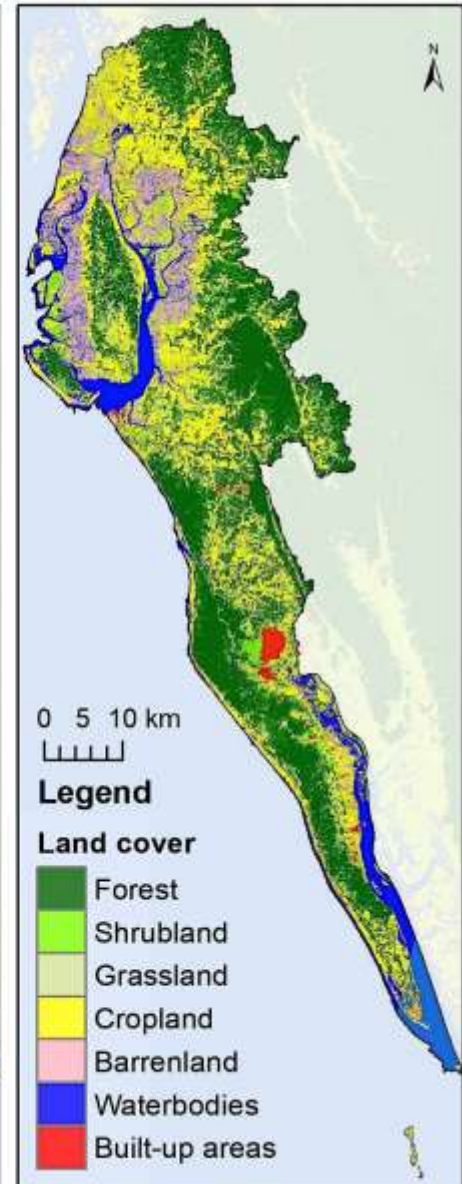 N
0 5 10 km
Legend
Land cover
Forest
Shrubland
Grassland
Cropland
Barrenland
Waterbodies
Built-up areas